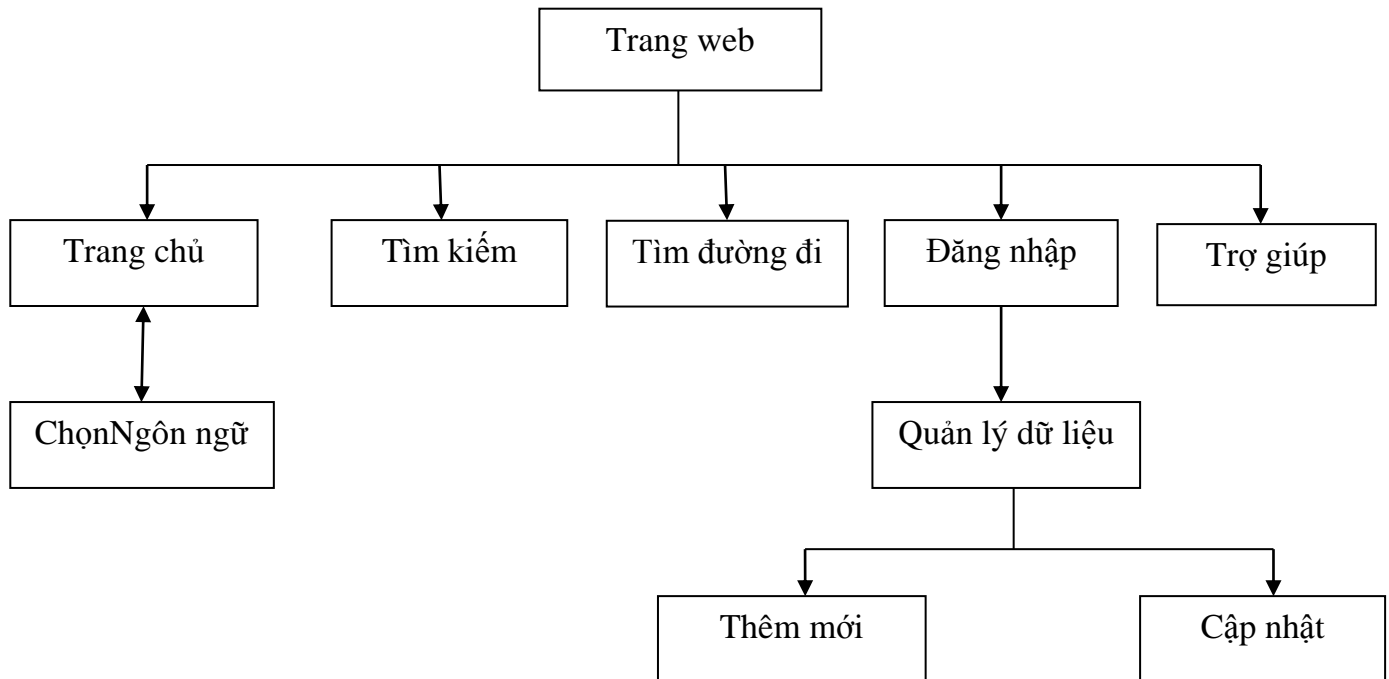 Trang web
Trang chủ
Tìm kiếm
Tìm đường đi
Đăng nhập
Trợ giúp
ChọnNgôn ngữ
Quản lý dữ liệu
Thêm mới
Cập nhật